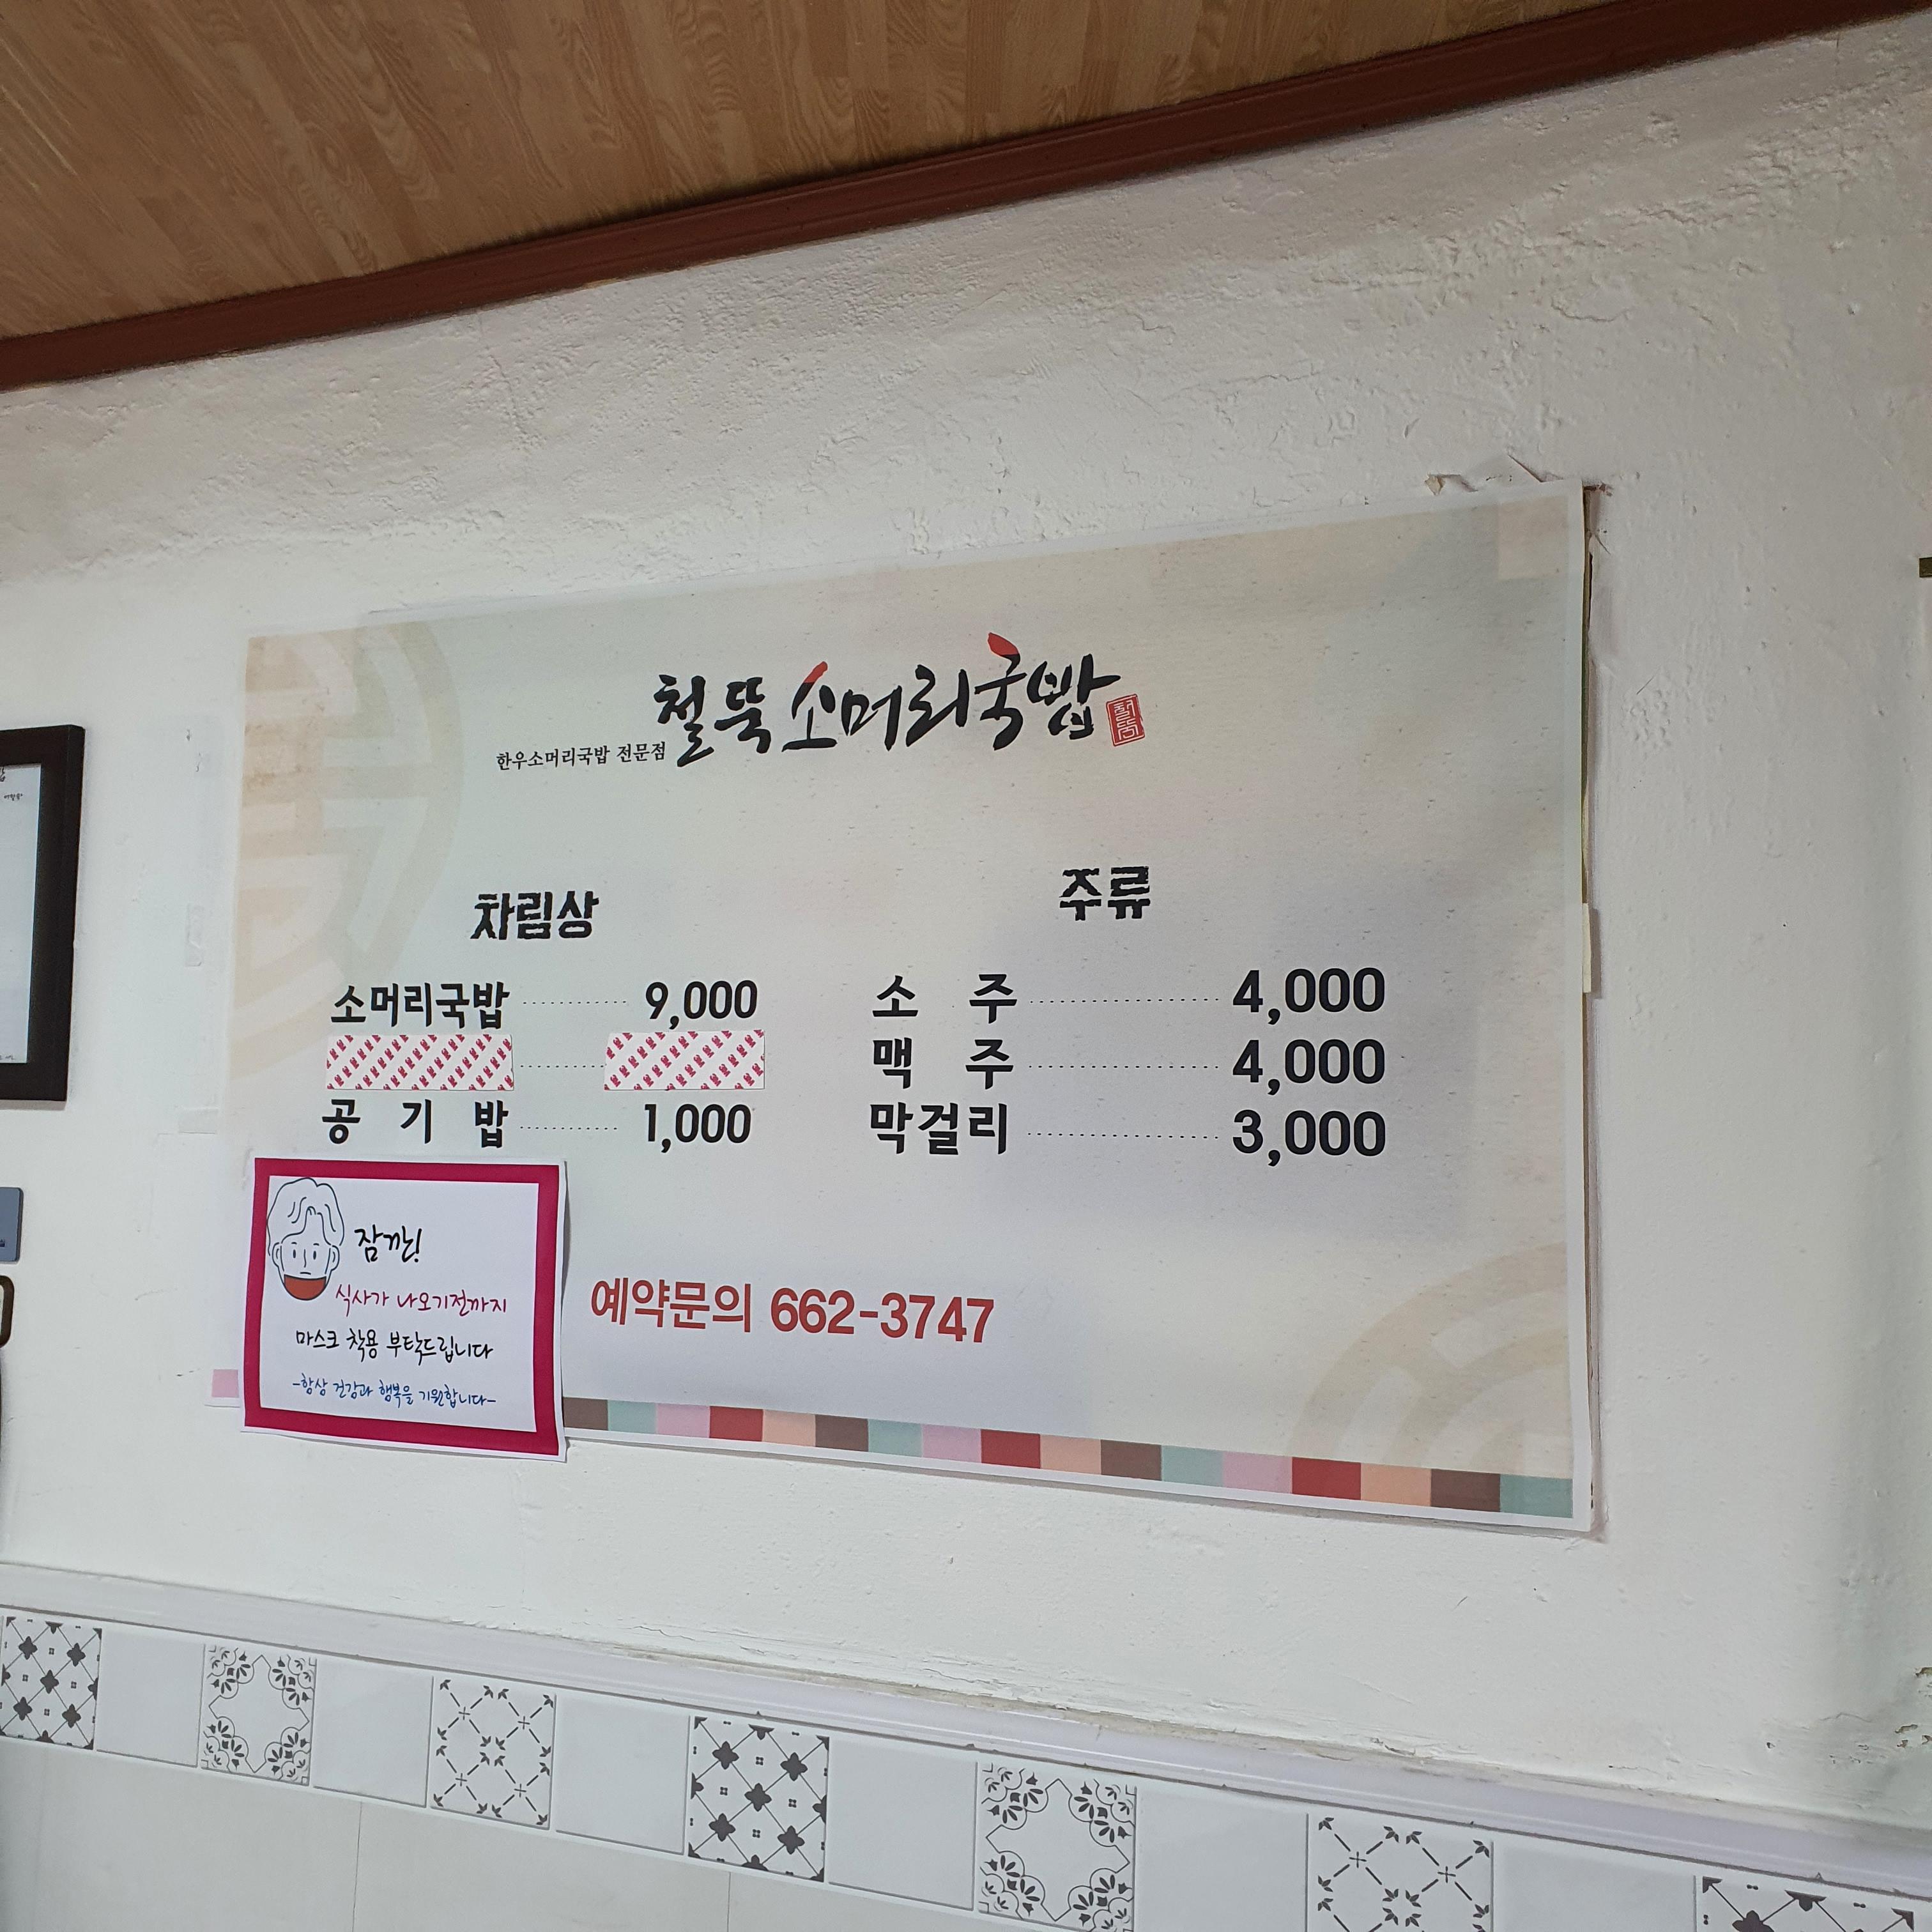 철뚝 소머리국밥
한우소머리국밥 전문점
차림상
소머리국밥 ........... 9,000
공 기 밥 ........... 1,000
주류
소 주 ........... 4,000
맥 주 ........... 4,000
막걸리 ........... 3,000
잠깐!
식사가 나오기전까지
마스크 착용 부탁드립니다
-항상 건강과 행복을 기원합니다-
예약문의 662-3747